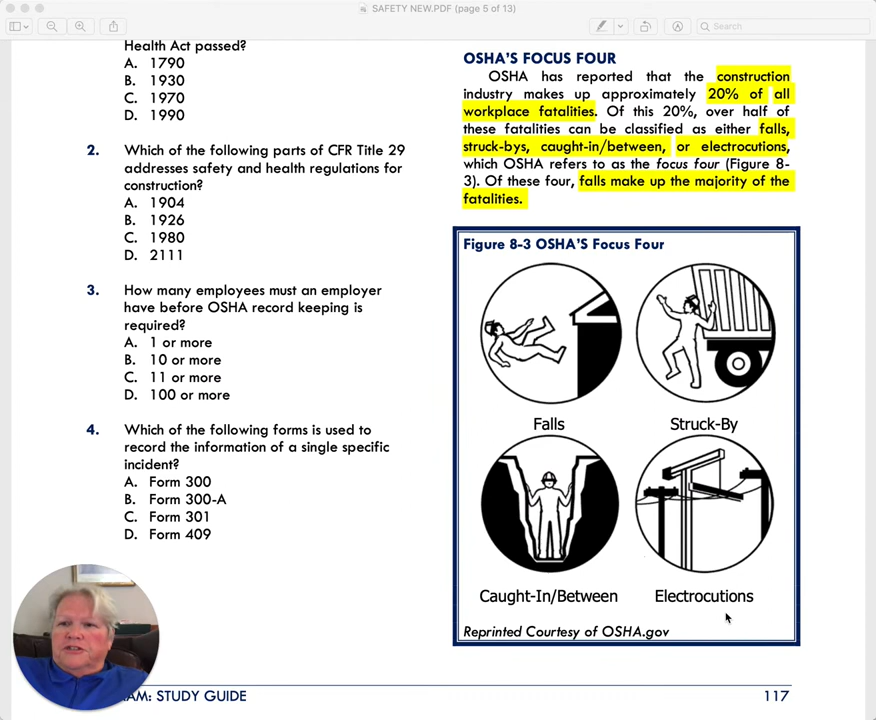 SAFETY NEW.PDF (page 5 of 13)
Search
Health Act passed?
A. 1790
B. 1930
C. 1970
D. 1990
2. Which of the following parts of CFR Title 29
addresses safety and health regulations for
construction?
A. 1904
B. 1926
C. 1980
D. 2111
3. How many employees must an employer
have before OSHA record keeping is
required?
A. 1 or more
B. 10 or more
C. 11 or more
D. 100 or more
4. Which of the following forms is used to
record the information of a single specific
incident?
A. Form 300
B. Form 300-A
C. Form 301
D. Form 409
OSHA'S FOCUS FOUR
OSHA has reported that the construction
industry makes up approximately 20% of all
workplace fatalities. Of this 20%, over half of
these fatalities can be classified as either falls,
struck-bys, caught-in/between, or electrocutions,
which OSHA refers to as the focus four (Figure 8-
3). Of these four, falls make up the majority of the
fatalities.
Figure 8-3 OSHA'S Focus Four
Falls
Struck-By
Caught-In/Between
Electrocutions
Reprinted Courtesy of OSHA.gov
AM: STUDY GUIDE
117